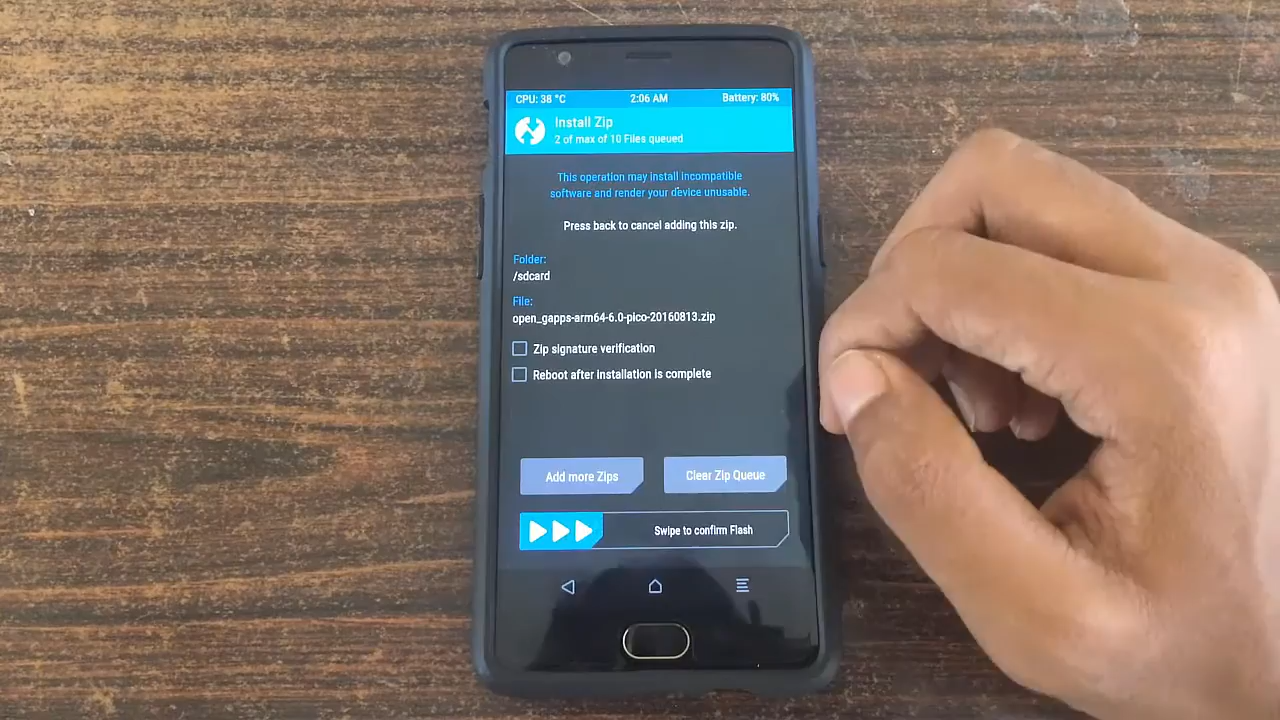 CPU: 38 °C 2:06 AM Battery: 80%
Install Zip
2 of max of 10 Files queued
This operation may install incompatible
software and render your device unusable.
Press back to cancel adding this zip.
Folder:
/sdcard
File:
open_gapps-arm64-6.0-pico-20160813.zip
Zip signature verification
Reboot after installation is complete
Add more Zips Clear Zip Queue
Swipe to confirm Flash